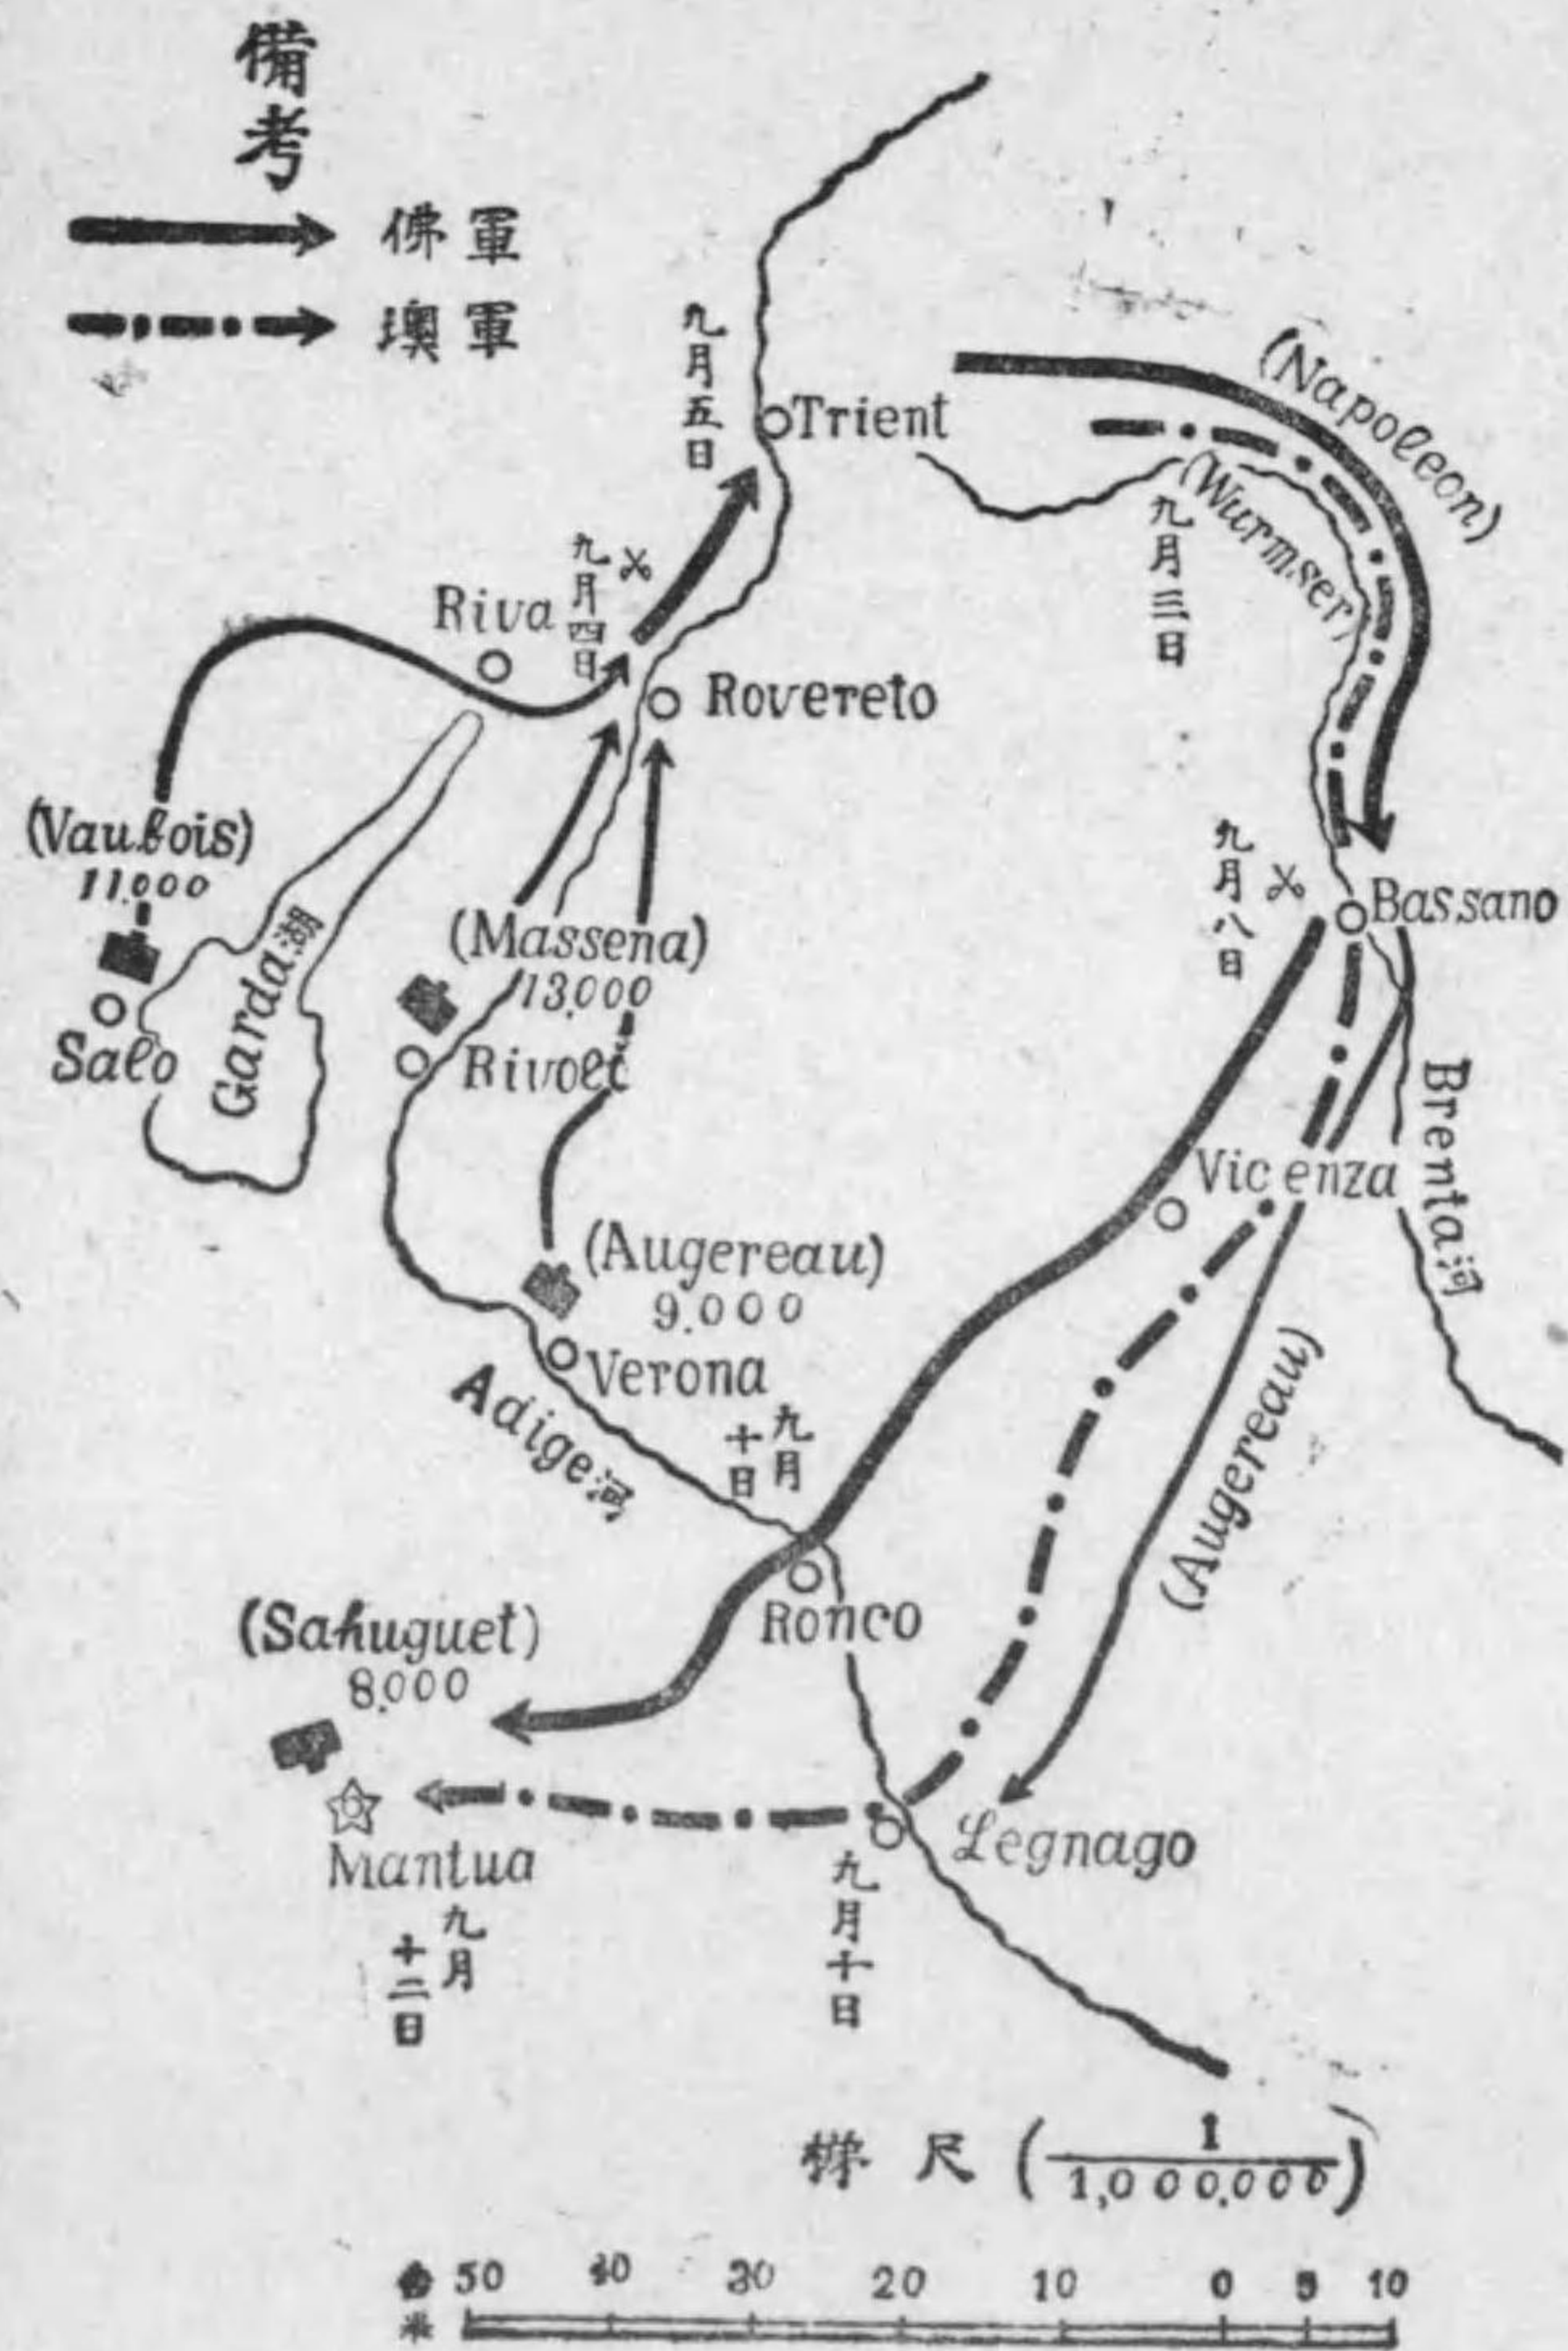 備考
佛軍
墺軍
九月五日
Trient
(Napoleon)
(Wurmser)
九月三日
九月四日
Riva
Rovereto
(Vaubois)
11.000
Salo
Garda湖
(Massena)
13.000
Rivoli
九月八日
Bassano
Brenta河
Vicenza
(Augereau)
9.000
Verona
Adige河
九月
十日
(Augereau)
Ronco
(Sahuguet)
8.000
Mantua
九月
十二日
Legnago
九月十日
梯尺 (1/1,000,000)
50 40 30 20 10 0 5 10